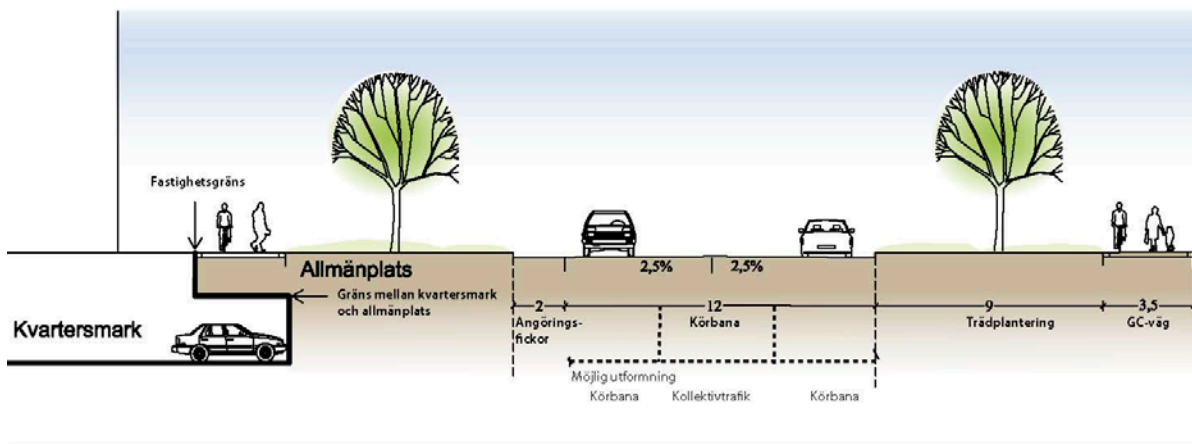 Fastighetsgräns
Allmänplats
2,5% 2,5%
Gräns mellan kvartersmark
och allmänplats
Kvartersmark
2 12 9 3,5
Angörings-
fickor
Körbana
Trädplantering
GC-väg
Möjlig utformning
Körbana Kollektivtrafik Körbana